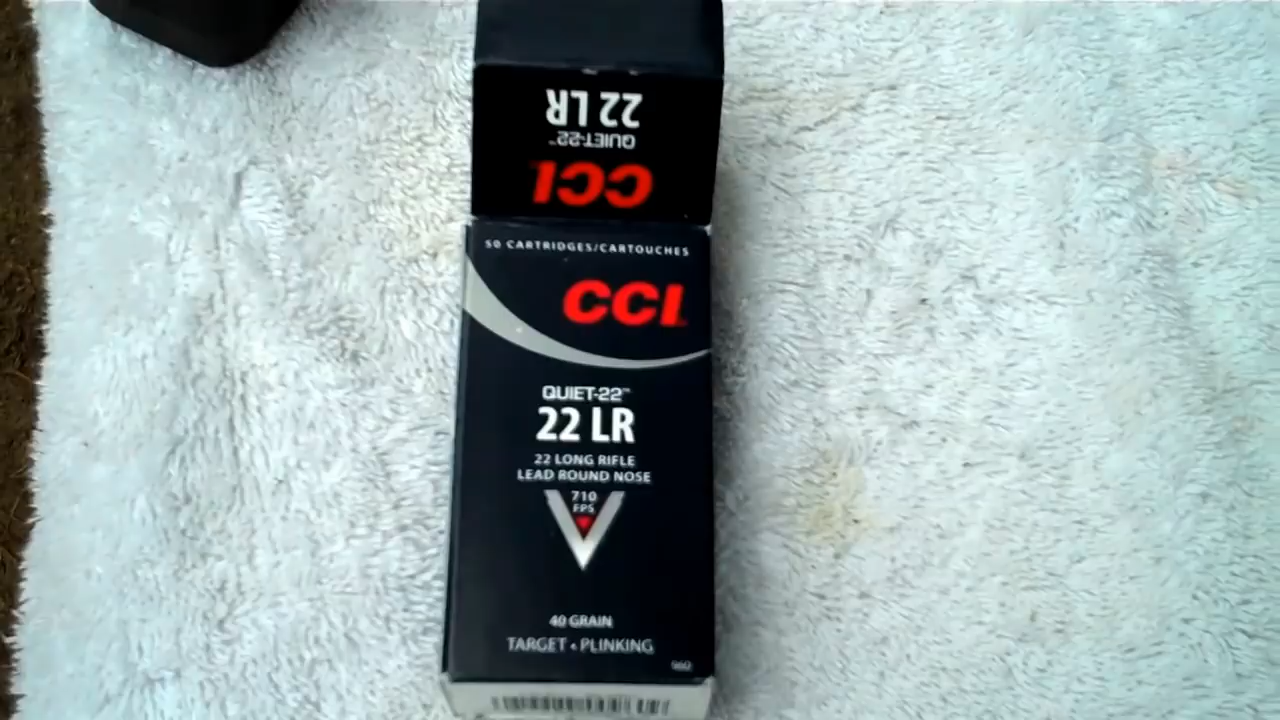 22 LR
QUIET-22™
CCI
50 CARTRIDGES/CARTOUCHES
CCI
QUIET-22™
22 LR
22 LONG RIFLE
LEAD ROUND NOSE
710
FPS
40 GRAIN
TARGET • PLINKING
960